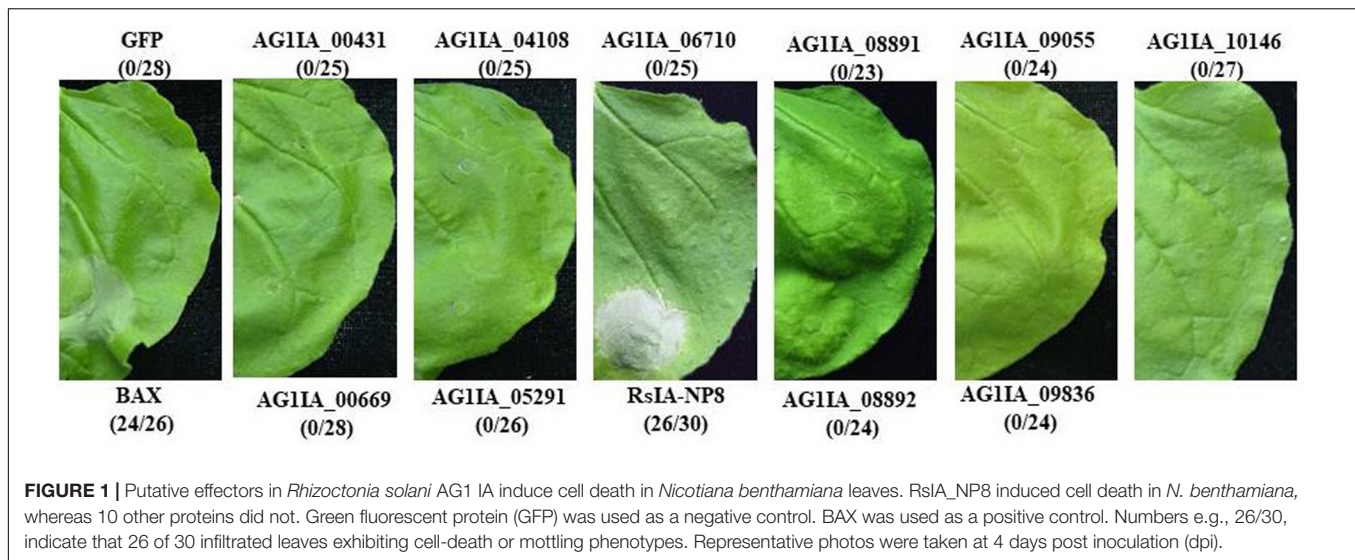 GFP
(0/28)
AG1IA_00431
(0/25)
AG1IA_04108
(0/25)
AG1IA_06710
(0/25)
AG1IA_08891
(0/23)
AG1IA_09055
(0/24)
AG1IA_10146
(0/27)
BAX
(24/26)
AG1IA_00669
(0/28)
AG1IA_05291
(0/26)
RsIA-NP8
(26/30)
AG1IA_08892
(0/24)
AG1IA_09836
(0/24)
FIGURE 1 | Putative effectors in Rhizoctonia solani AG1 IA induce cell death in Nicotiana benthamiana leaves. RsIA_NP8 induced cell death in N. benthamiana,
whereas 10 other proteins did not. Green fluorescent protein (GFP) was used as a negative control. BAX was used as a positive control. Numbers e.g., 26/30,
indicate that 26 of 30 infiltrated leaves exhibiting cell-death or mottling phenotypes. Representative photos were taken at 4 days post inoculation (dpi).